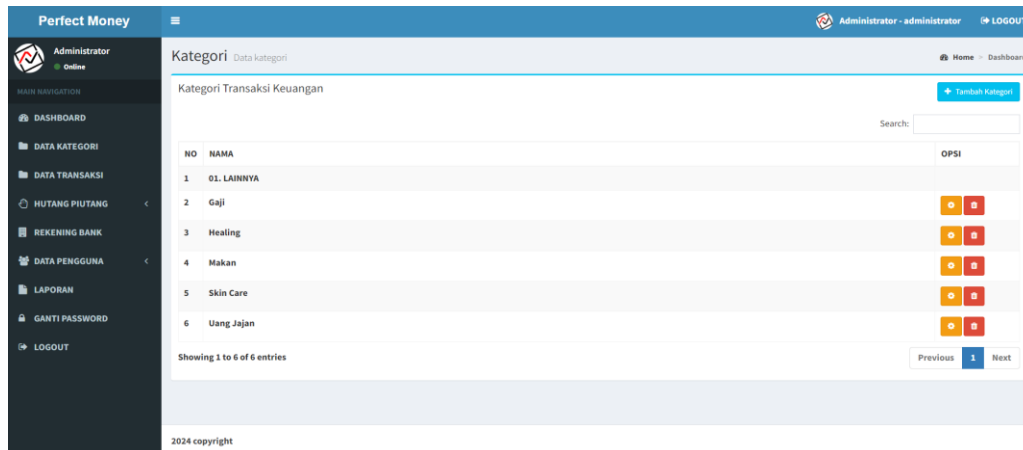 Perfect Money
Administrator - administrator LOGOUT
Administrator
Online
Kategori Data kategori
Home > Dashboard
MAIN NAVIGATION
DASHBOARD
DATA KATEGORI
DATA TRANSAKSI
HUTANG PIUTANG
REKENING BANK
DATA PENGGUNA
LAPORAN
GANTI PASSWORD
LOGOUT
Kategori Transaksi Keuangan
Tambah Kategori
Search:
NO NAMA OPSI
1 01. LAINNYA
2 Gaji
3 Healing
4 Makan
5 Skin Care
6 Uang Jajan
Showing 1 to 6 of 6 entries
Previous 1 Next
2024 copyright